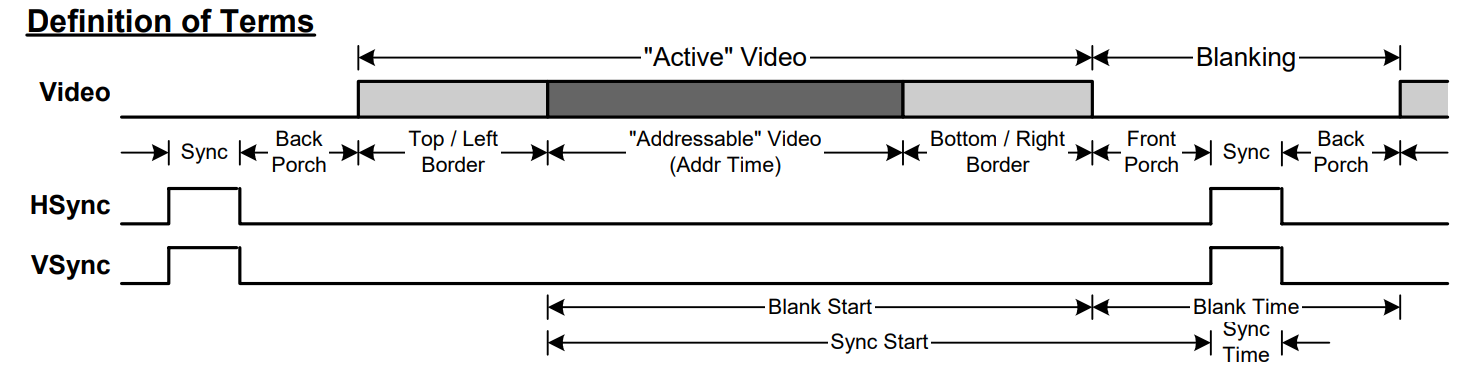 Definition of Terms
"Active" Video
Blanking
Video
Sync
Back
Porch
Top / Left
Border
"Addressable" Video
(Addr Time)
Bottom / Right
Border
Front
Porch
Sync
Back
Porch
HSync
VSync
Blank Start
Blank Time
Sync Start
Sync
Time